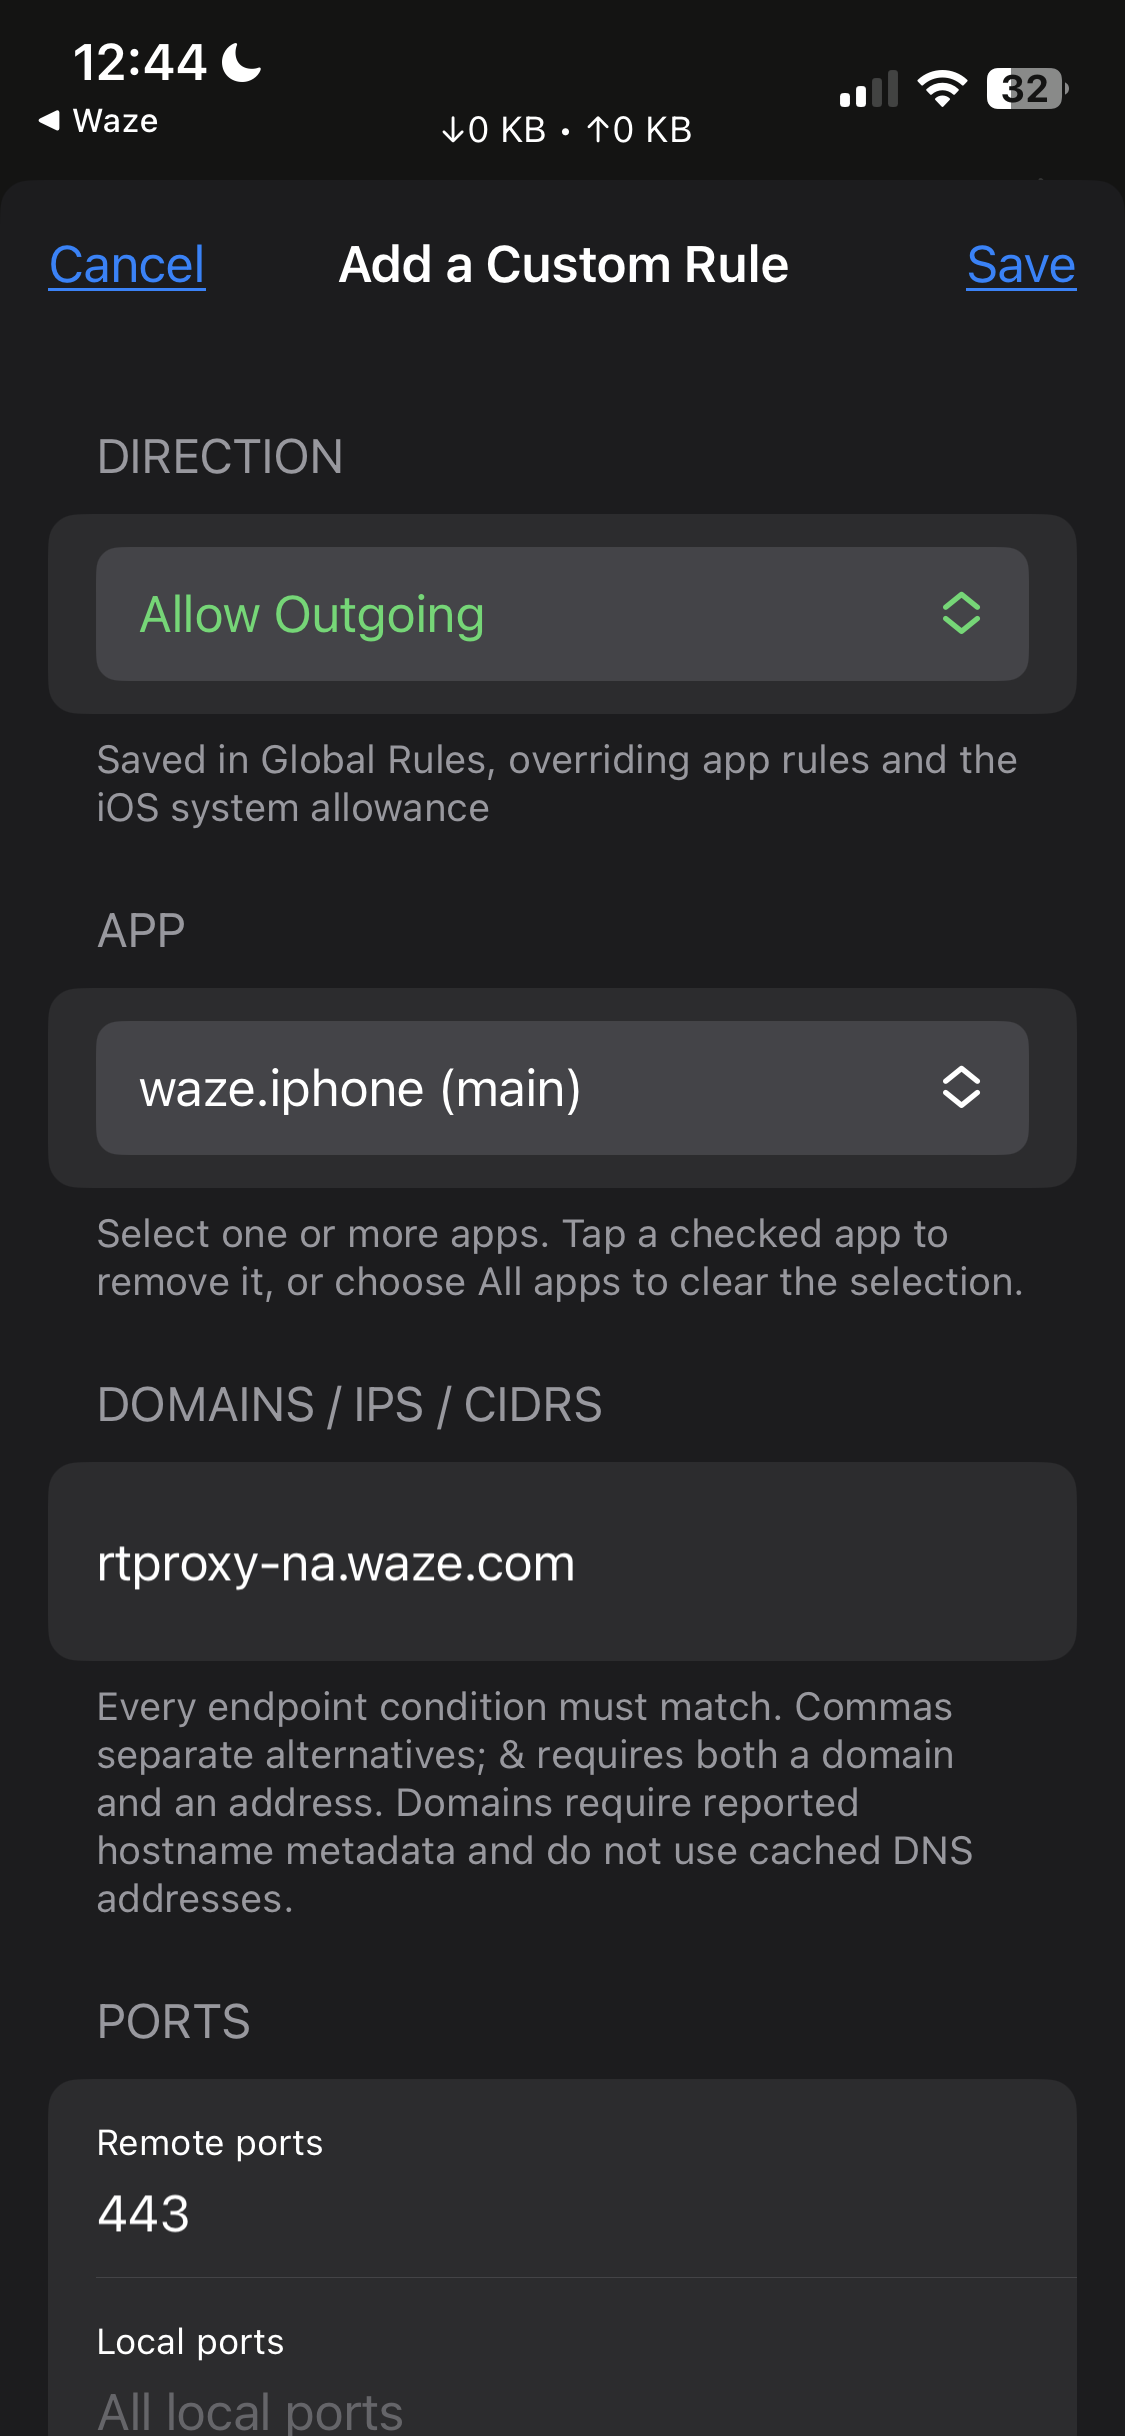 12:44
Waze
↓0 KB • ↑0 KB
32
Cancel
Add a Custom Rule
Save
DIRECTION
Allow Outgoing
Saved in Global Rules, overriding app rules and the
iOS system allowance
APP
waze.iphone (main)
Select one or more apps. Tap a checked app to
remove it, or choose All apps to clear the selection.
DOMAINS / IPS / CIDRS
rtproxy-na.waze.com
Every endpoint condition must match. Commas
separate alternatives; & requires both a domain
and an address. Domains require reported
hostname metadata and do not use cached DNS
addresses.
PORTS
Remote ports
443
Local ports
All local ports